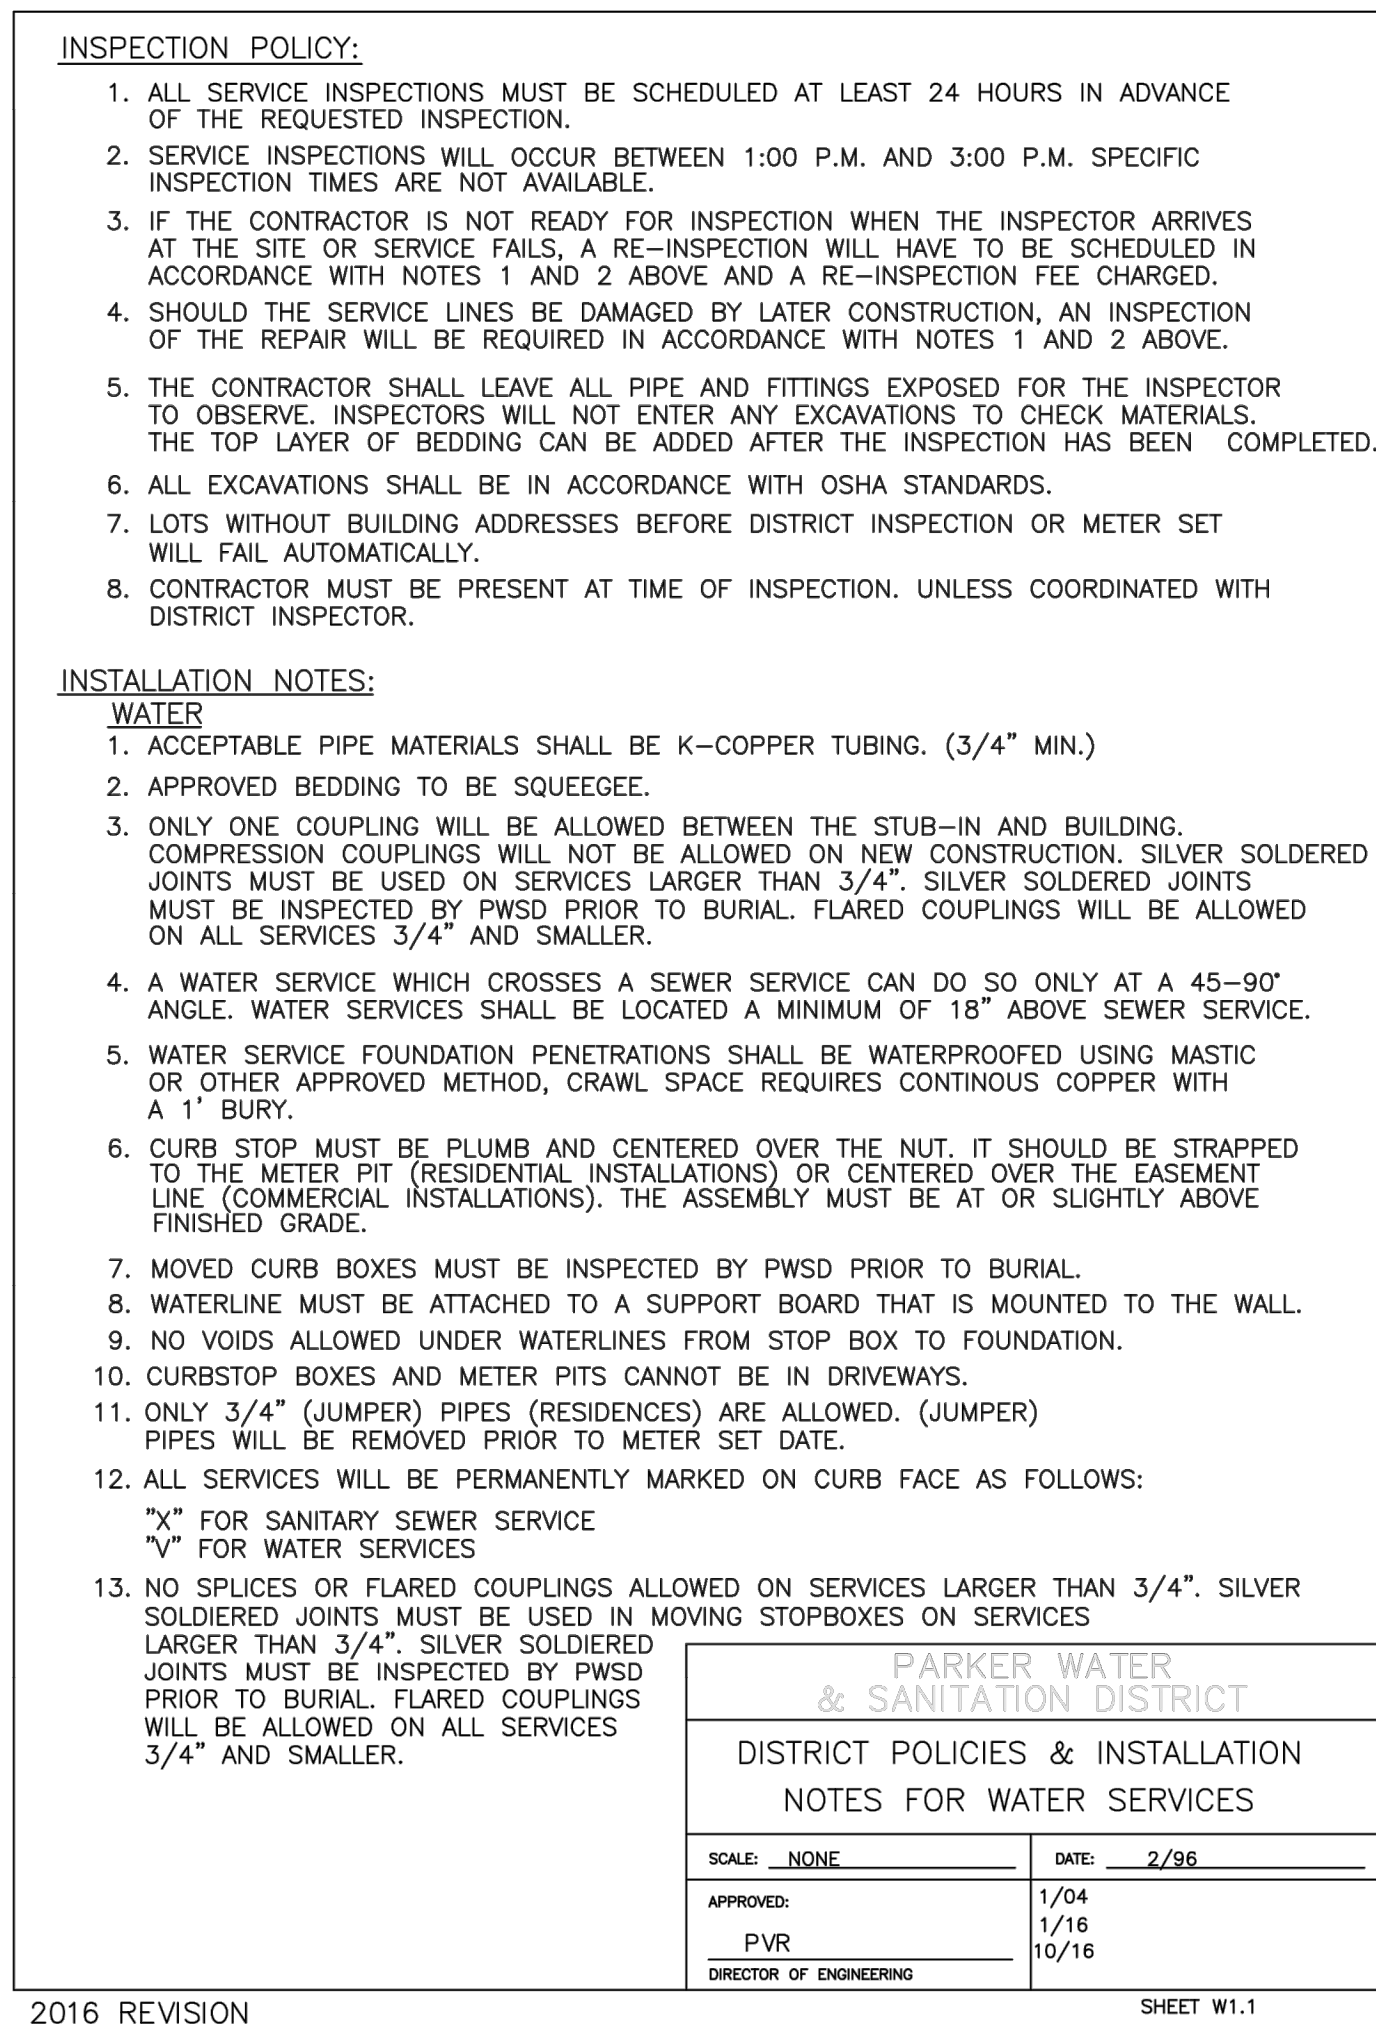 INSPECTION POLICY:
1. ALL SERVICE INSPECTIONS MUST BE SCHEDULED AT LEAST 24 HOURS IN ADVANCE
OF THE REQUESTED INSPECTION.
2. SERVICE INSPECTIONS WILL OCCUR BETWEEN 1:00 P.M. AND 3:00 P.M. SPECIFIC
INSPECTION TIMES ARE NOT AVAILABLE.
3. IF THE CONTRACTOR IS NOT READY FOR INSPECTION WHEN THE INSPECTOR ARRIVES
AT THE SITE OR SERVICE FAILS, A RE-INSPECTION WILL HAVE TO BE SCHEDULED IN
ACCORDANCE WITH NOTES 1 AND 2 ABOVE AND A RE-INSPECTION FEE CHARGED.
4. SHOULD THE SERVICE LINES BE DAMAGED BY LATER CONSTRUCTION, AN INSPECTION
OF THE REPAIR WILL BE REQUIRED IN ACCORDANCE WITH NOTES 1 AND 2 ABOVE.
5. THE CONTRACTOR SHALL LEAVE ALL PIPE AND FITTINGS EXPOSED FOR THE INSPECTOR
TO OBSERVE. INSPECTORS WILL NOT ENTER ANY EXCAVATIONS TO CHECK MATERIALS.
THE TOP LAYER OF BEDDING CAN BE ADDED AFTER THE INSPECTION HAS BEEN COMPLETED.
6. ALL EXCAVATIONS SHALL BE IN ACCORDANCE WITH OSHA STANDARDS.
7. LOTS WITHOUT BUILDING ADDRESSES BEFORE DISTRICT INSPECTION OR METER SET
WILL FAIL AUTOMATICALLY.
8. CONTRACTOR MUST BE PRESENT AT TIME OF INSPECTION. UNLESS COORDINATED WITH
DISTRICT INSPECTOR.
INSTALLATION NOTES:
WATER
1. ACCEPTABLE PIPE MATERIALS SHALL BE K-COPPER TUBING. (3/4" MIN.)
2. APPROVED BEDDING TO BE SQUEEGEE.
3. ONLY ONE COUPLING WILL BE ALLOWED BETWEEN THE STUB-IN AND BUILDING.
COMPRESSION COUPLINGS WILL NOT BE ALLOWED ON NEW CONSTRUCTION. SILVER SOLDERED
JOINTS MUST BE USED ON SERVICES LARGER THAN 3/4". SILVER SOLDERED JOINTS
MUST BE INSPECTED BY PWSD PRIOR TO BURIAL. FLARED COUPLINGS WILL BE ALLOWED
ON ALL SERVICES 3/4" AND SMALLER.
4. A WATER SERVICE WHICH CROSSES A SEWER SERVICE CAN DO SO ONLY AT A 45-90°
ANGLE. WATER SERVICES SHALL BE LOCATED A MINIMUM OF 18" ABOVE SEWER SERVICE.
5. WATER SERVICE FOUNDATION PENETRATIONS SHALL BE WATERPROOFED USING MASTIC
OR OTHER APPROVED METHOD, CRAWL SPACE REQUIRES CONTINOUS COPPER WITH
A 1' BURY.
6. CURB STOP MUST BE PLUMB AND CENTERED OVER THE NUT. IT SHOULD BE STRAPPED
TO THE METER PIT (RESIDENTIAL INSTALLATIONS) OR CENTERED OVER THE EASEMENT
LINE (COMMERCIAL INSTALLATIONS). THE ASSEMBLY MUST BE AT OR SLIGHTLY ABOVE
FINISHED GRADE.
7. MOVED CURB BOXES MUST BE INSPECTED BY PWSD PRIOR TO BURIAL.
8. WATERLINE MUST BE ATTACHED TO A SUPPORT BOARD THAT IS MOUNTED TO THE WALL.
9. NO VOIDS ALLOWED UNDER WATERLINES FROM STOP BOX TO FOUNDATION.
10. CURBSTOP BOXES AND METER PITS CANNOT BE IN DRIVEWAYS.
11. ONLY 3/4" (JUMPER) PIPES (RESIDENCES) ARE ALLOWED. (JUMPER)
PIPES WILL BE REMOVED PRIOR TO METER SET DATE.
12. ALL SERVICES WILL BE PERMANENTLY MARKED ON CURB FACE AS FOLLOWS:
"X" FOR SANITARY SEWER SERVICE
"V" FOR WATER SERVICES
13. NO SPLICES OR FLARED COUPLINGS ALLOWED ON SERVICES LARGER THAN 3/4". SILVER
SOLDIERED JOINTS MUST BE USED IN MOVING STOPBOXES ON SERVICES
LARGER THAN 3/4". SILVER SOLDIERED
JOINTS MUST BE INSPECTED BY PWSD
PRIOR TO BURIAL. FLARED COUPLINGS
WILL BE ALLOWED ON ALL SERVICES
3/4" AND SMALLER.
PARKER WATER
& SANITATION DISTRICT
DISTRICT POLICIES & INSTALLATION
NOTES FOR WATER SERVICES
SCALE: NONE
DATE: 2/96
APPROVED:
PVR
DIRECTOR OF ENGINEERING
1/04
1/16
10/16
2016 REVISION
SHEET W1.1